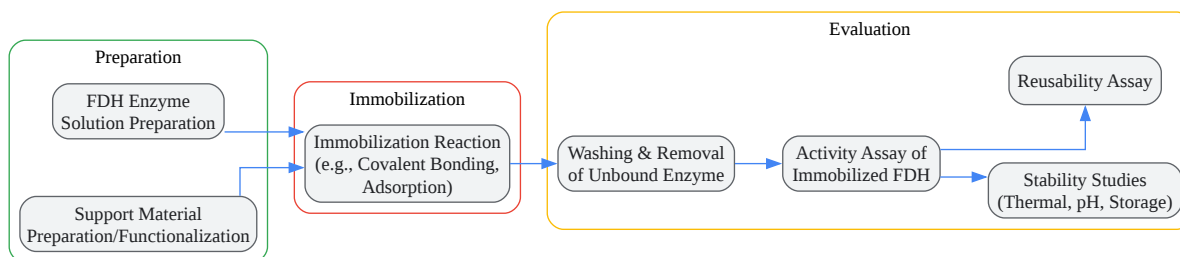 Preparation
FDH Enzyme
Solution Preparation
Support Material
Preparation/Functionalization
Immobilization
Immobilization Reaction
(e.g., Covalent Bonding,
Adsorption)
Evaluation
Washing & Removal
of Unbound Enzyme
Activity Assay of
Immobilized FDH
Reusability Assay
Stability Studies
(Thermal, pH, Storage)